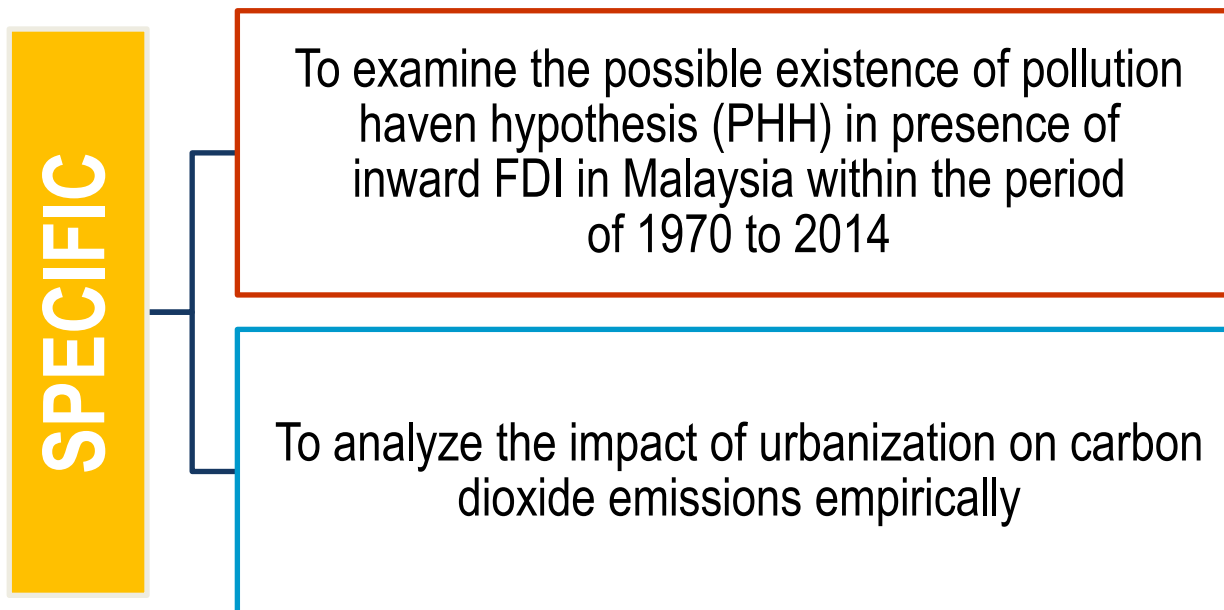 SPECIFIC
To examine the possible existence of pollution
haven hypothesis (PHH) in presence of
inward FDI in Malaysia within the period
of 1970 to 2014
To analyze the impact of urbanization on carbon
dioxide emissions empirically